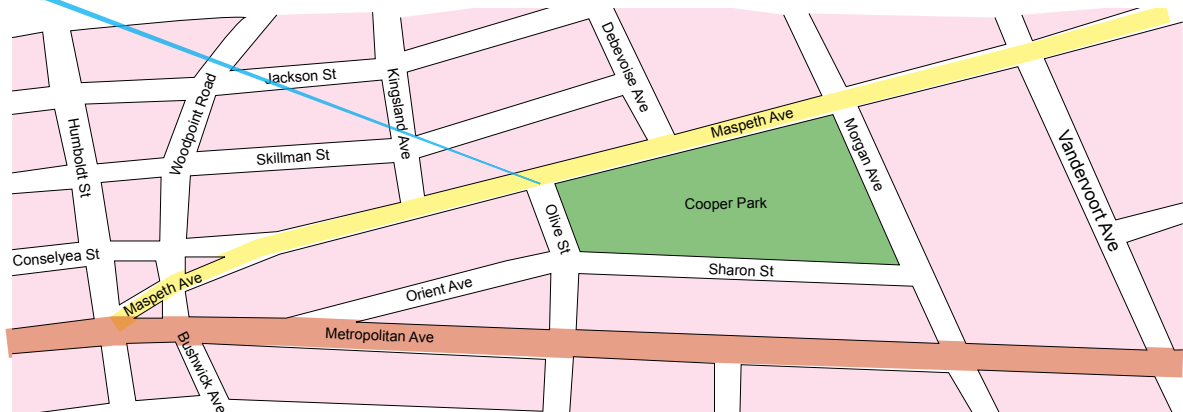 Debevoise Ave
Jackson St
Kingsland Ave
Woodpoint Road
Maspeth Ave
Humboldt St
Skillman St
Morgan Ave
Vandervoort Ave
Cooper Park
Olive St
Conselyea St
Sharon St
Maspeth Ave
Orient Ave
Metropolitan Ave
Bushwick Ave